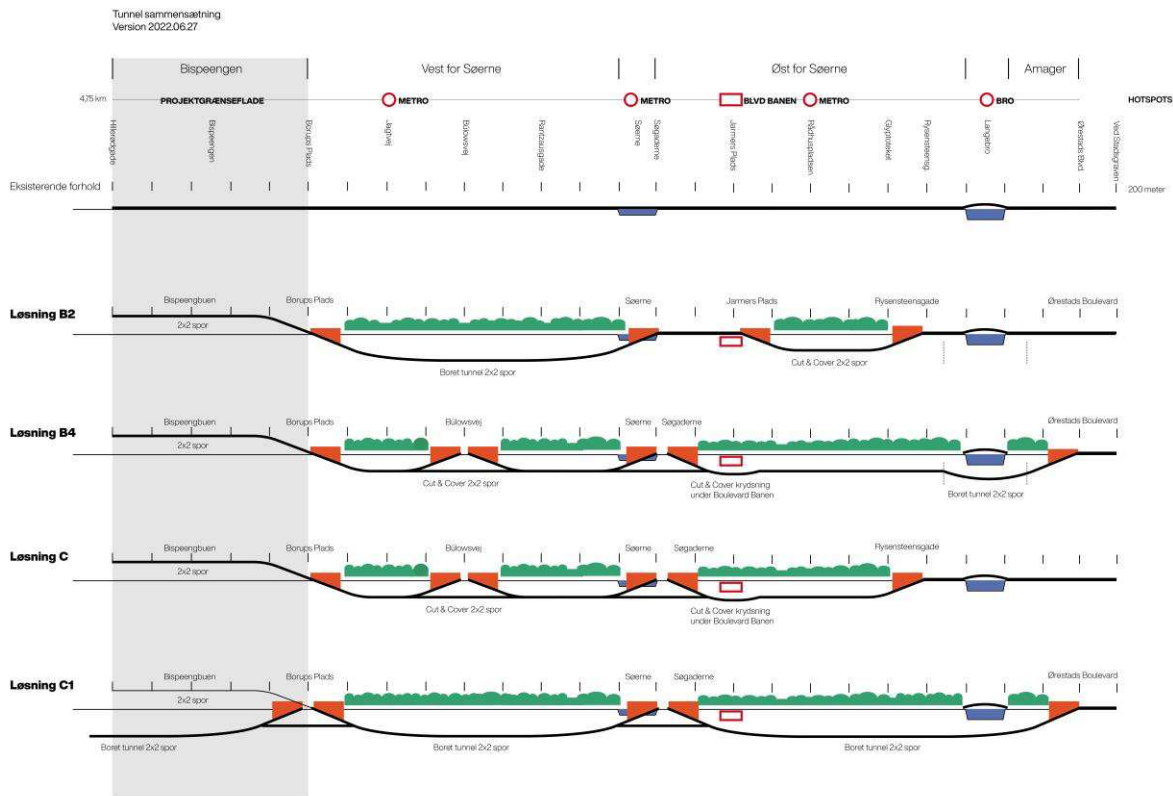 Tunnel sammensætning
Version 2022.06.27
Bispeengen
Vest for Søerne
Øst for Søerne
Amager
4,75 km
PROJEKTGRÆNSEFLADE
METRO
METRO
BLVD BANEN
METRO
BRO
HOTSPOTS
Hillerødgade
Bispeengen
Borups Plads
Jagtvej
Bülowsvej
Rantzausgade
Søerne
Søgaderne
Jarmers Plads
Rådhuspladsen
Glyptoteket
Rysensteensg.
Langebro
Ørestads Blvd
Ved Stadsgraven
Eksisterende forhold
200 meter
Løsning B2
Bispeengbuen
2x2 spor
Borups Plads
Søerne
Jarmers Plads
Rysensteensgade
Ørestads Boulevard
Boret tunnel 2x2 spor
Cut & Cover 2x2 spor
Løsning B4
Bispeengbuen
2x2 spor
Borups Plads
Bülowsvej
Søerne
Søgaderne
Ørestads Boulevard
Cut & Cover 2x2 spor
Cut & Cover krydsning
under Boulevard Banen
Boret tunnel 2x2 spor
Løsning C
Bispeengbuen
2x2 spor
Borups Plads
Bülowsvej
Søerne
Søgaderne
Rysensteensgade
Cut & Cover 2x2 spor
Cut & Cover krydsning
under Boulevard Banen
Løsning C1
Bispeengbuen
2x2 spor
Borups Plads
Søerne
Søgaderne
Ørestads Boulevard
Boret tunnel 2x2 spor
Boret tunnel 2x2 spor
Boret tunnel 2x2 spor